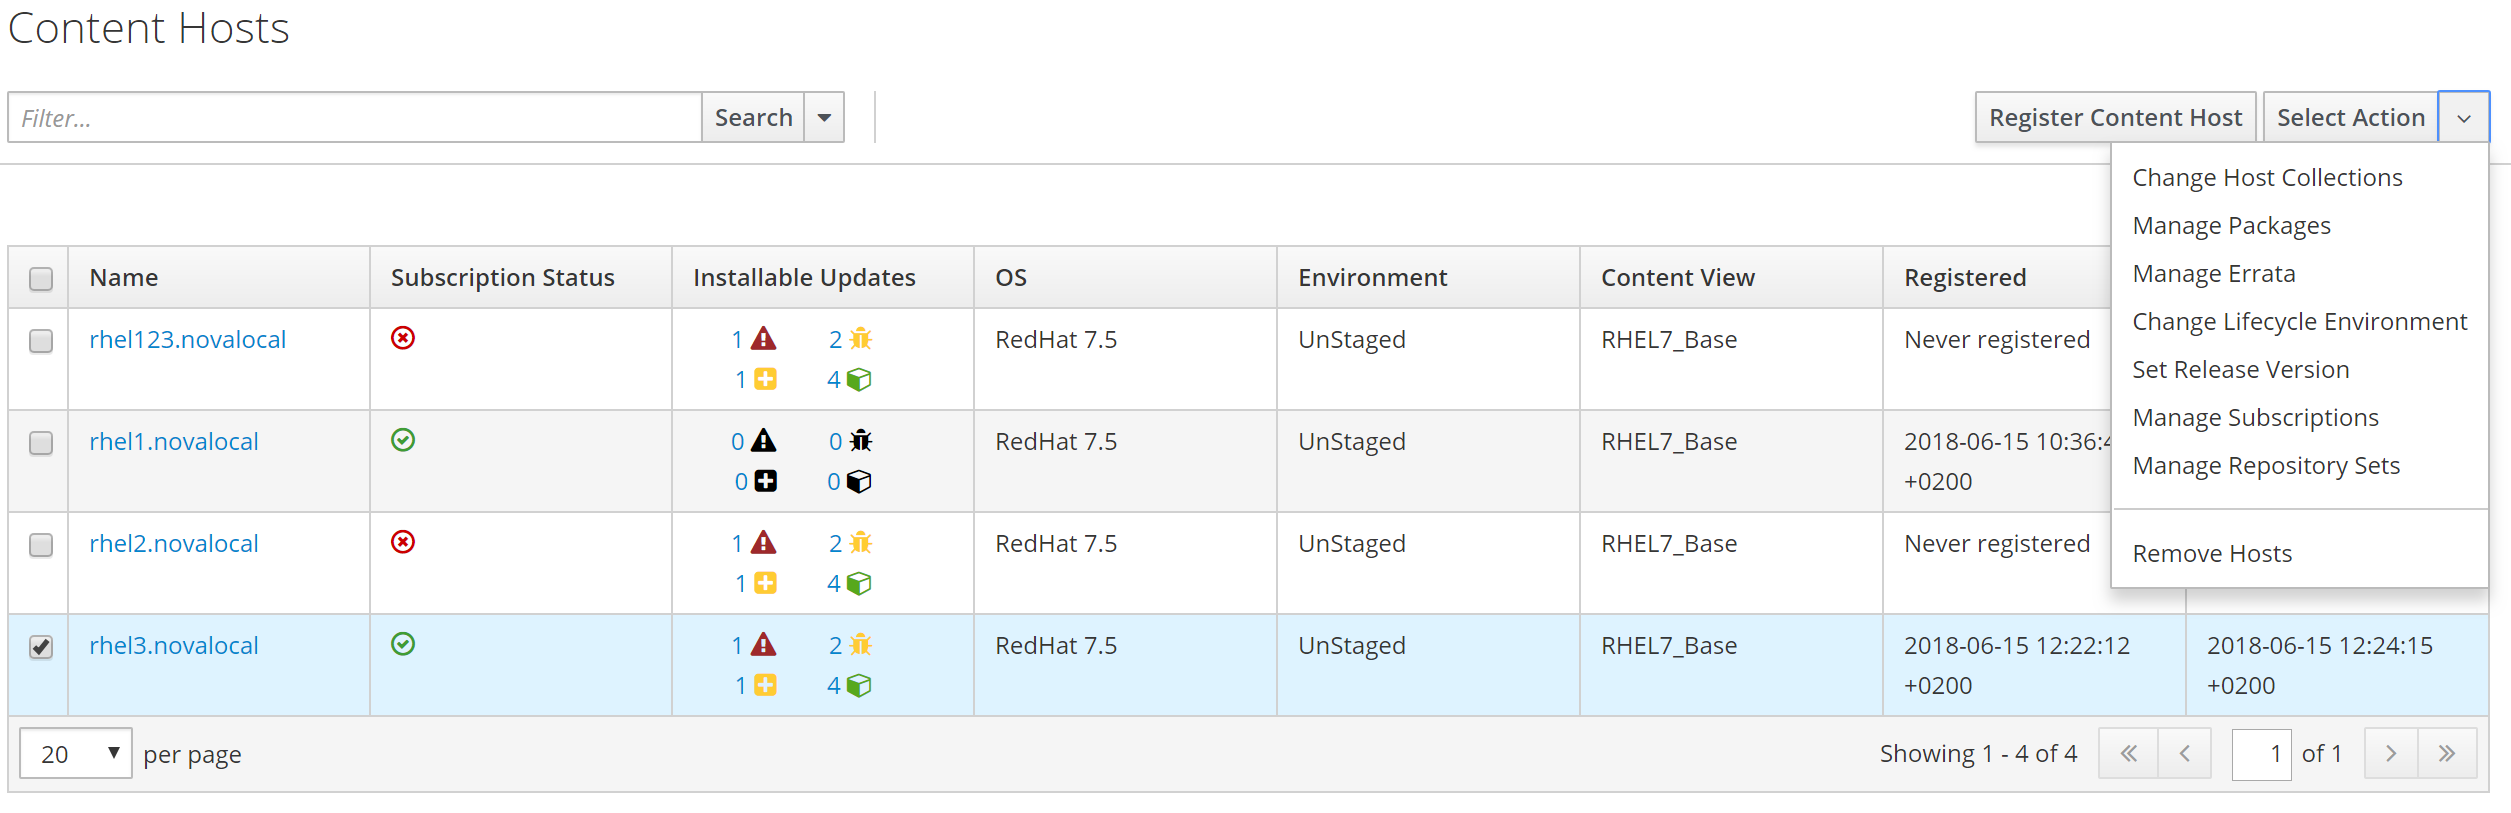 Content Hosts
Filter...
Search
Register Content Host
Select Action
Change Host Collections
Manage Packages
Manage Errata
Change Lifecycle Environment
Set Release Version
Manage Subscriptions
Manage Repository Sets
Remove Hosts
Name Subscription Status Installable Updates OS Environment Content View Registered
rhel123.novalocal 1 2 RedHat 7.5 UnStaged RHEL7_Base Never registered
1 4
rhel1.novalocal 0 0 RedHat 7.5 UnStaged RHEL7_Base 2018-06-15 10:36:4
0 0 +0200
rhel2.novalocal 1 2 RedHat 7.5 UnStaged RHEL7_Base Never registered
1 4
rhel3.novalocal 1 2 RedHat 7.5 UnStaged RHEL7_Base 2018-06-15 12:22:12 2018-06-15 12:24:15
1 4 +0200 +0200
20 per page Showing 1 - 4 of 4 1 of 1